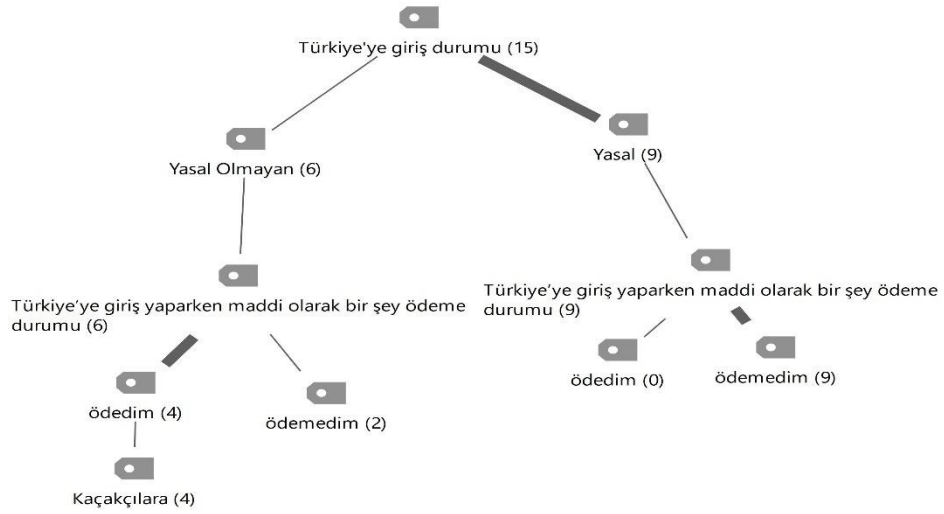 Türkiye'ye giriş durumu (15)
Yasal Olmayan (6)
Yasal (9)
Türkiye’ye giriş yaparken maddi olarak bir şey ödeme
durumu (6)
Türkiye’ye giriş yaparken maddi olarak bir şey ödeme
durumu (9)
ödedim (4)
ödemedim (2)
ödedim (0)
ödemedim (9)
Kaçakçılara (4)